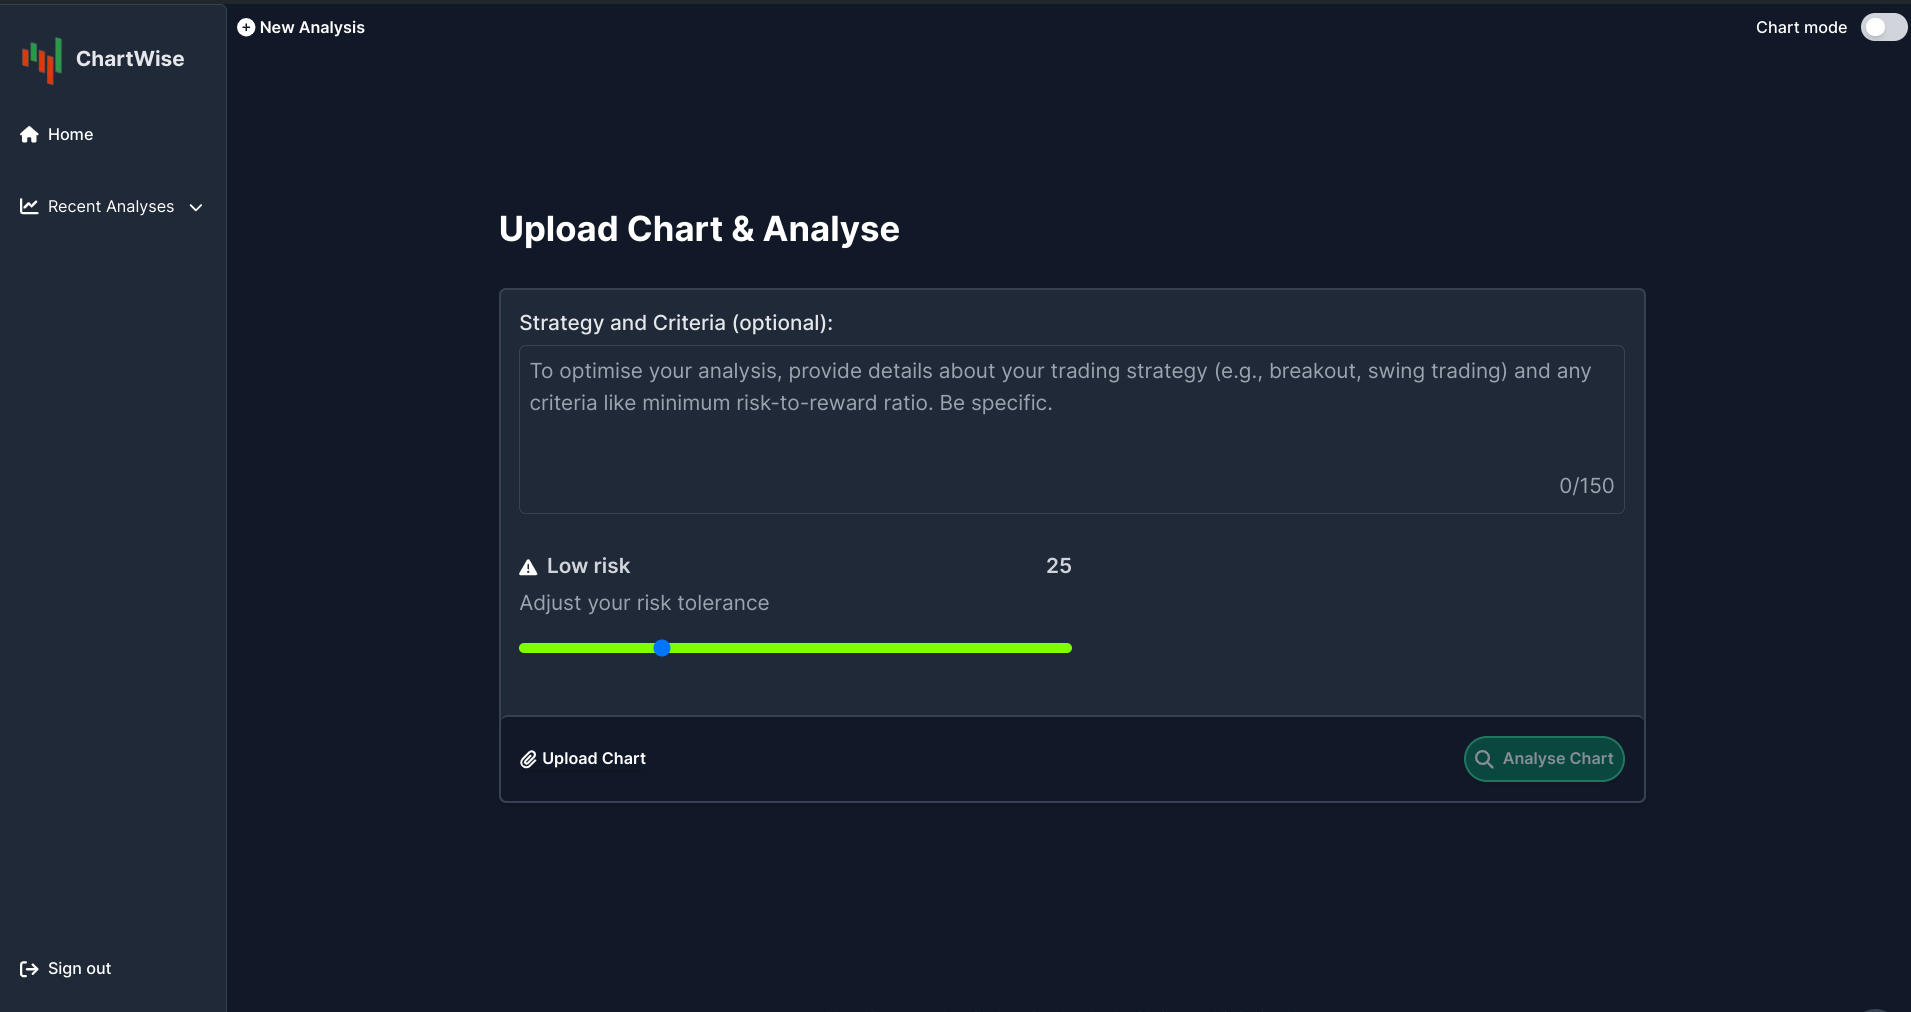 ChartWise
Home
Recent Analyses
Sign out
New Analysis
Chart mode
Upload Chart & Analyse
Strategy and Criteria (optional):
To optimise your analysis, provide details about your trading strategy (e.g., breakout, swing trading) and any
criteria like minimum risk-to-reward ratio. Be specific.
0/150
Low risk 25
Adjust your risk tolerance
Upload Chart
Analyse Chart